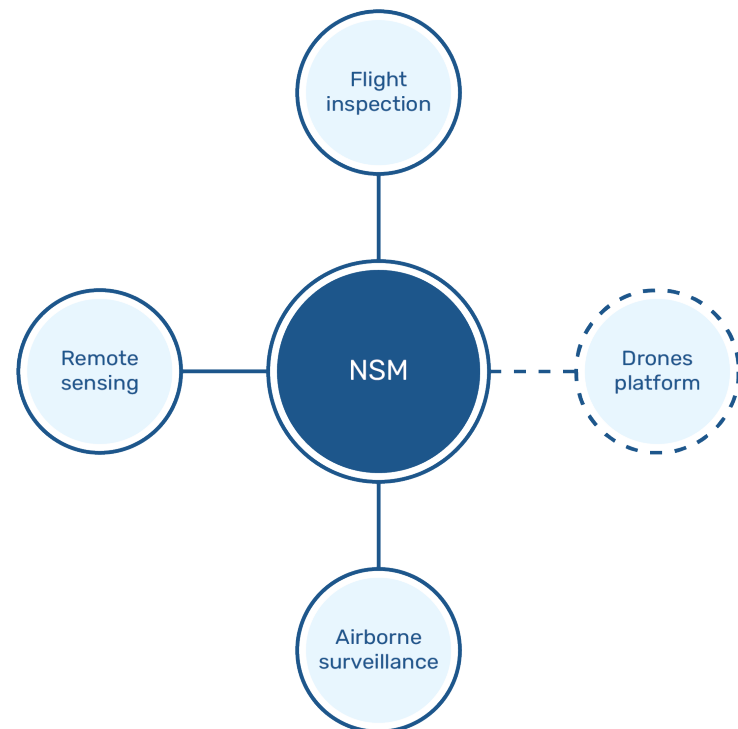 Flight
inspection
Remote
sensing
NSM
Drones
platform
Airborne
surveillance